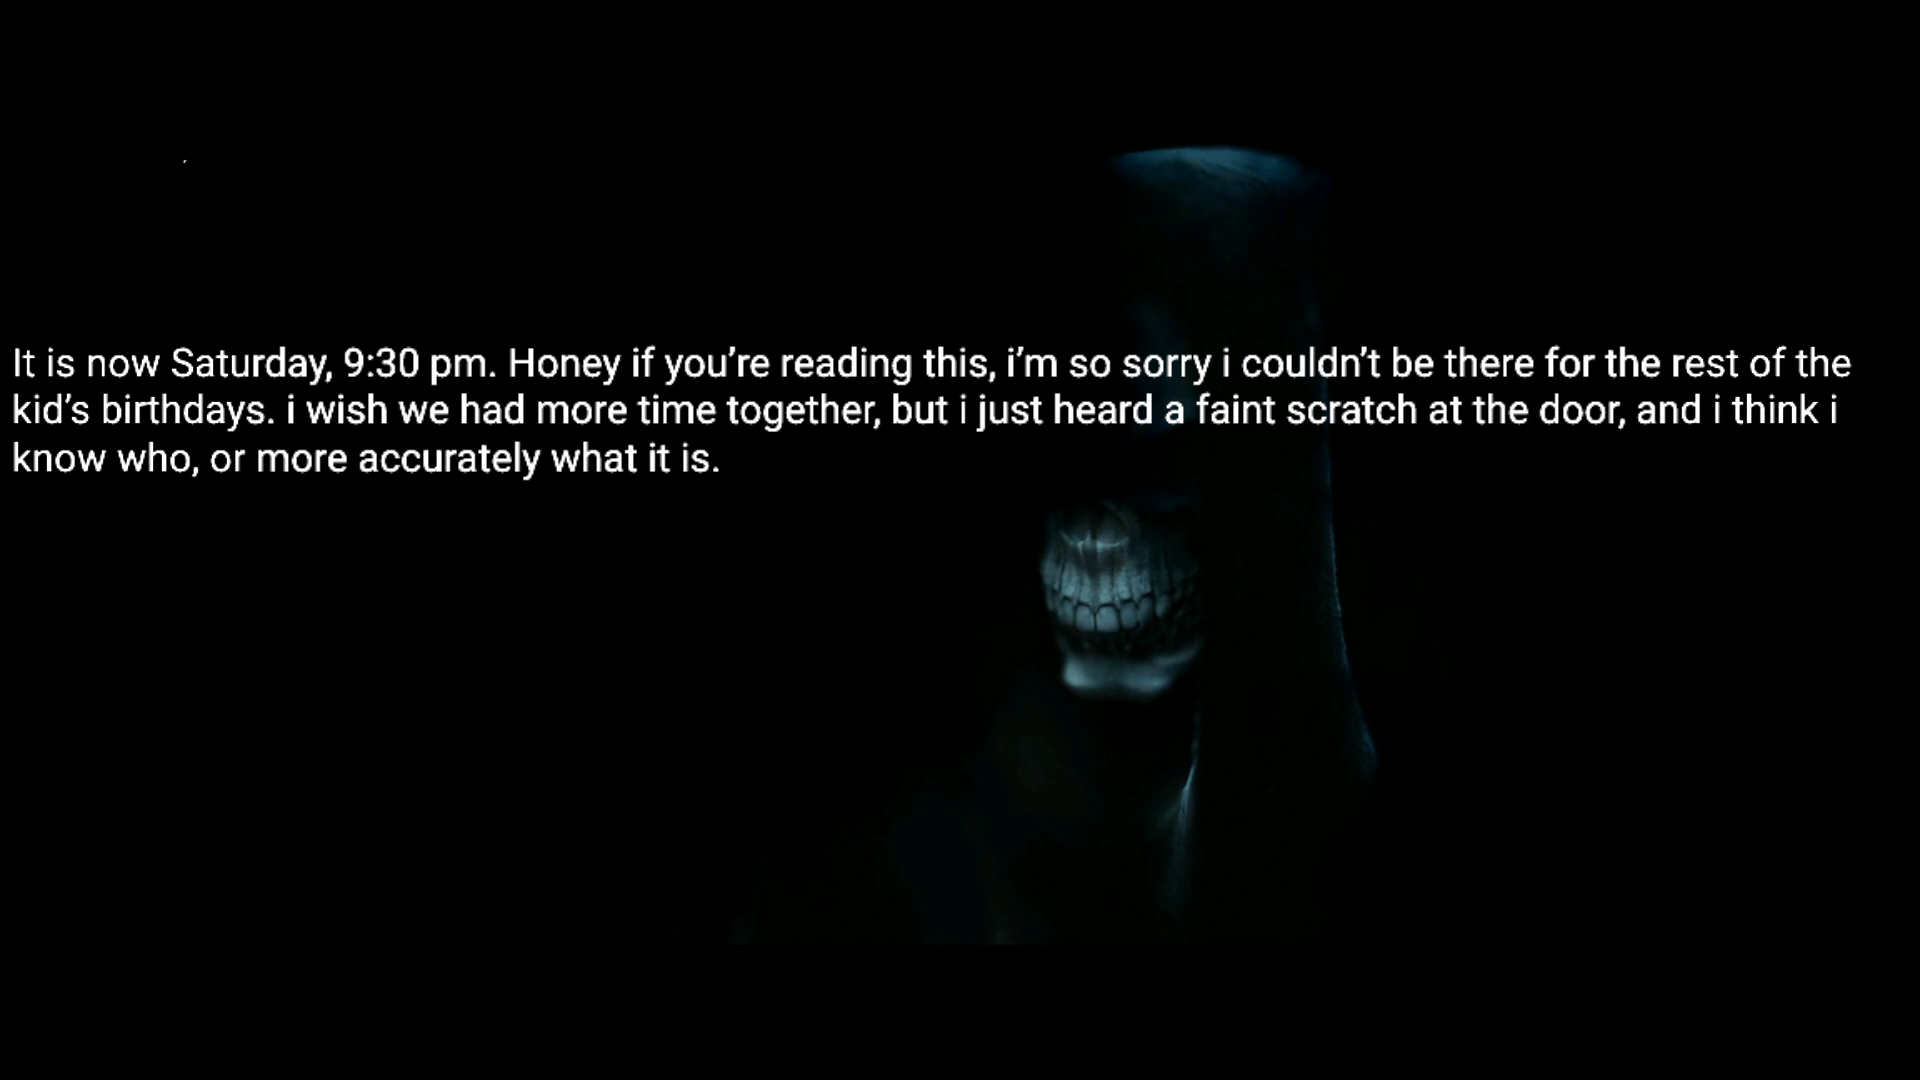 It is now Saturday, 9:30 pm. Honey if you’re reading this, i’m so sorry i couldn’t be there for the rest of the
kid’s birthdays. i wish we had more time together, but i just heard a faint scratch at the door, and i think i
know who, or more accurately what it is.